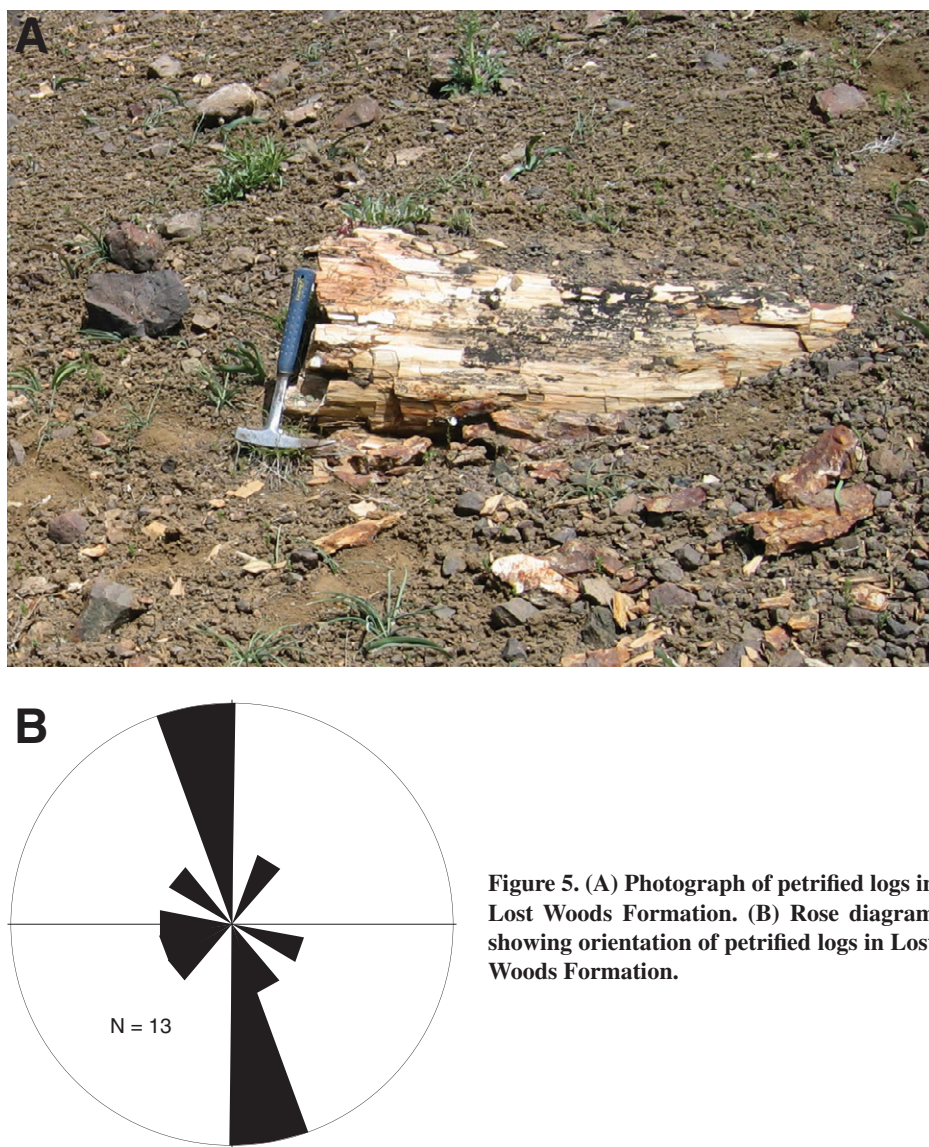 A
B
N = 13
Figure 5. (A) Photograph of petrified logs in
Lost Woods Formation. (B) Rose diagram
showing orientation of petrified logs in Lost
Woods Formation.